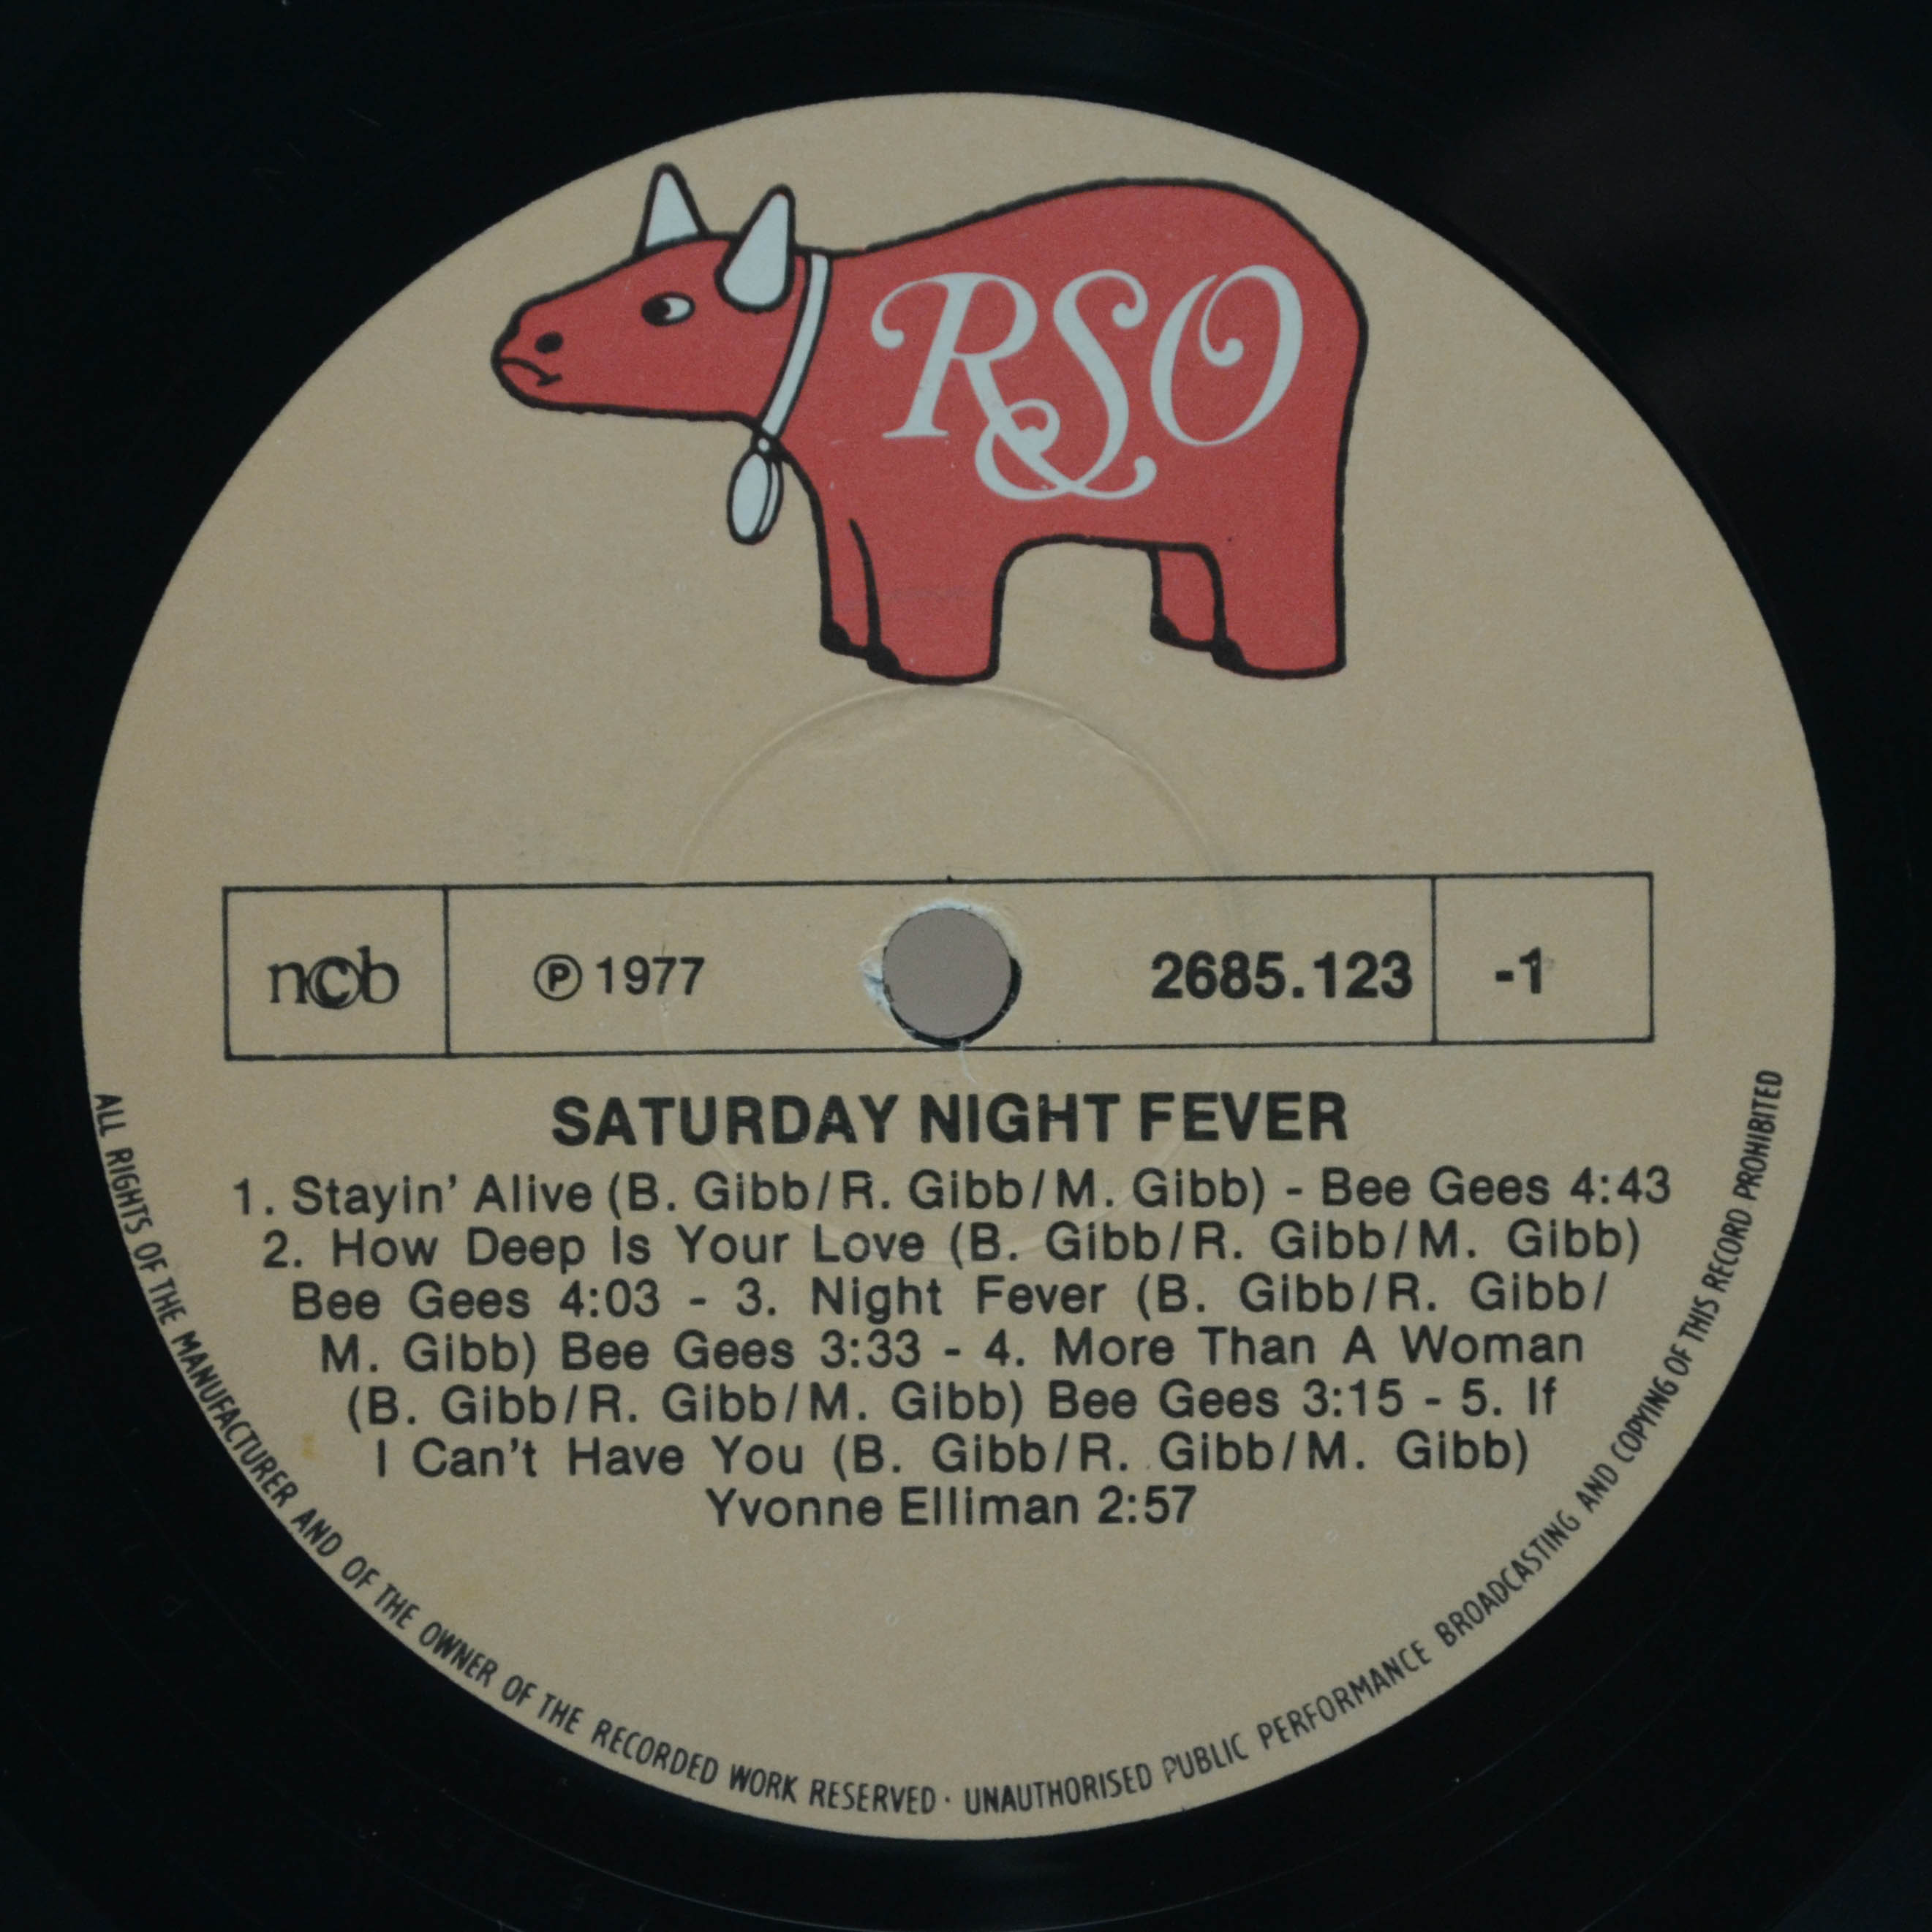 RSO
ncb
Ⓟ 1977
2685.123
-1
SATURDAY NIGHT FEVER
1. Stayin' Alive (B. Gibb/R. Gibb/M. Gibb) - Bee Gees 4:43
2. How Deep Is Your Love (B. Gibb/R. Gibb/M. Gibb)
Bee Gees 4:03 - 3. Night Fever (B. Gibb/R. Gibb/
M. Gibb) Bee Gees 3:33 - 4. More Than A Woman
(B. Gibb/R. Gibb/M. Gibb) Bee Gees 3:15 - 5. If
I Can't Have You (B. Gibb/R. Gibb/M. Gibb)
Yvonne Elliman 2:57
ALL RIGHTS OF THE MANUFACTURER AND OF THE OWNER OF THE RECORDED WORK RESERVED · UNAUTHORISED PUBLIC PERFORMANCE BROADCASTING AND COPYING OF THIS RECORD PROHIBITED